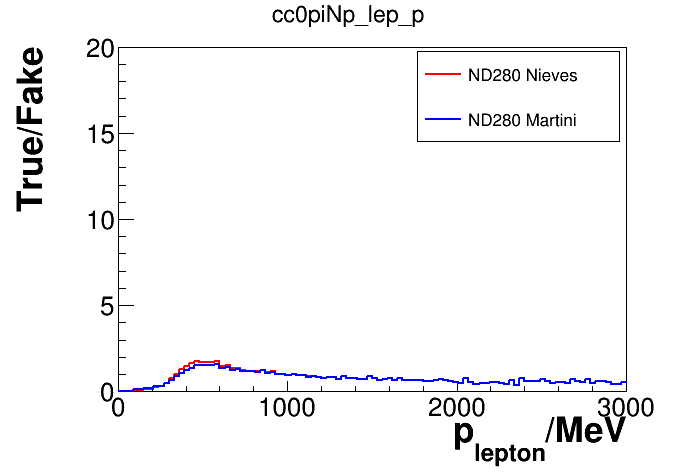 cc0piNp_lep_p
True/Fake
20
15
10
5
0
ND280 Nieves
ND280 Martini
0 1000 2000 3000
p_lepton/MeV